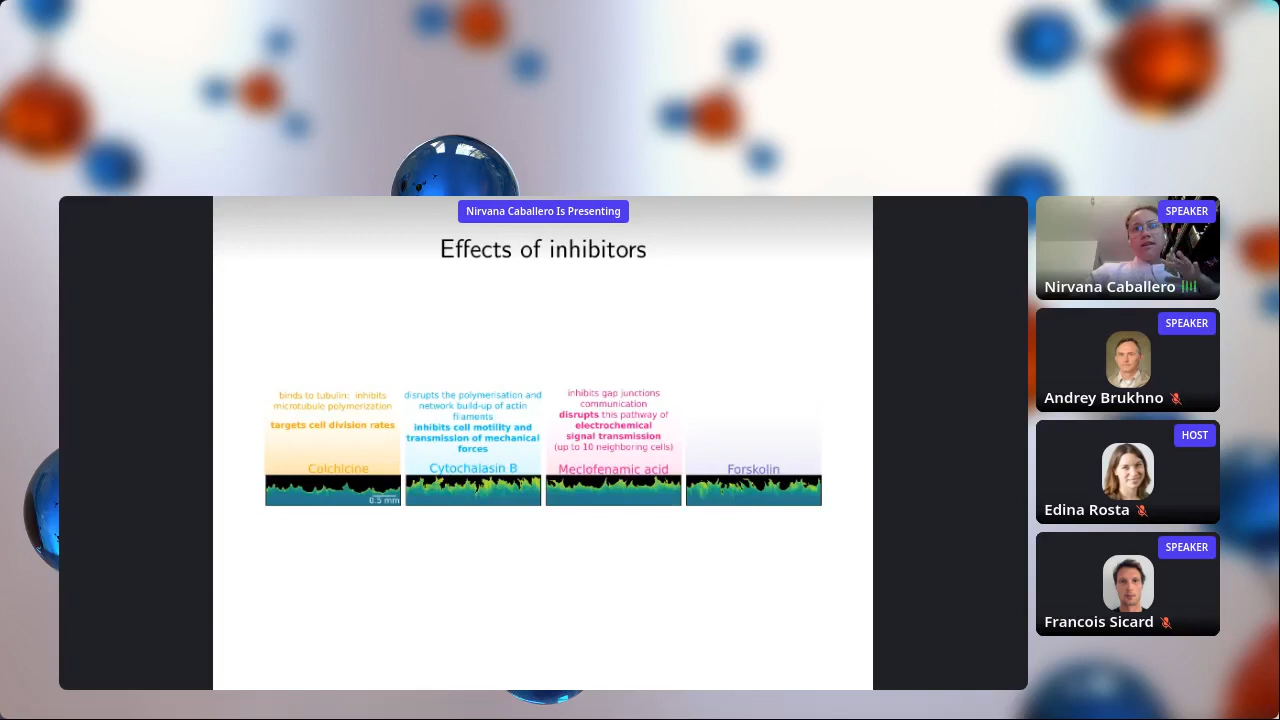 Nirvana Caballero Is Presenting
Effects of inhibitors
binds to tubulin: inhibits
microtubule polymerization
targets cell division rates
Colchicine
0.5 mm
disrupts the polymerisation and
network build-up of actin
filaments
inhibits cell motility and
transmission of mechanical
forces
Cytochalasin B
inhibits gap junctions
communication
disrupts this pathway of
electrochemical
signal transmission
(up to 10 neighboring cells)
Meclofenamic acid
Forskolin
SPEAKER
Nirvana Caballero
SPEAKER
Andrey Brukhno
HOST
Edina Rosta
SPEAKER
Francois Sicard